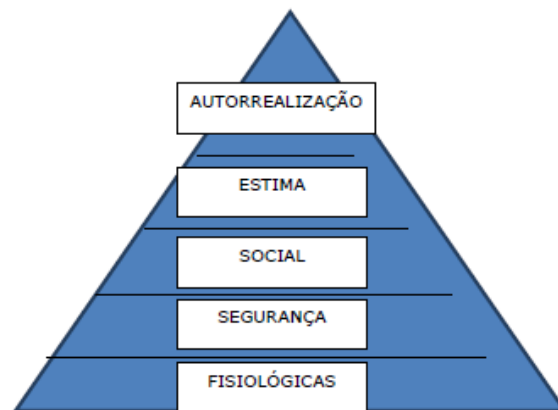 AUTORREALIZAÇÃO
ESTIMA
SOCIAL
SEGURANÇA
FISIOLÓGICAS